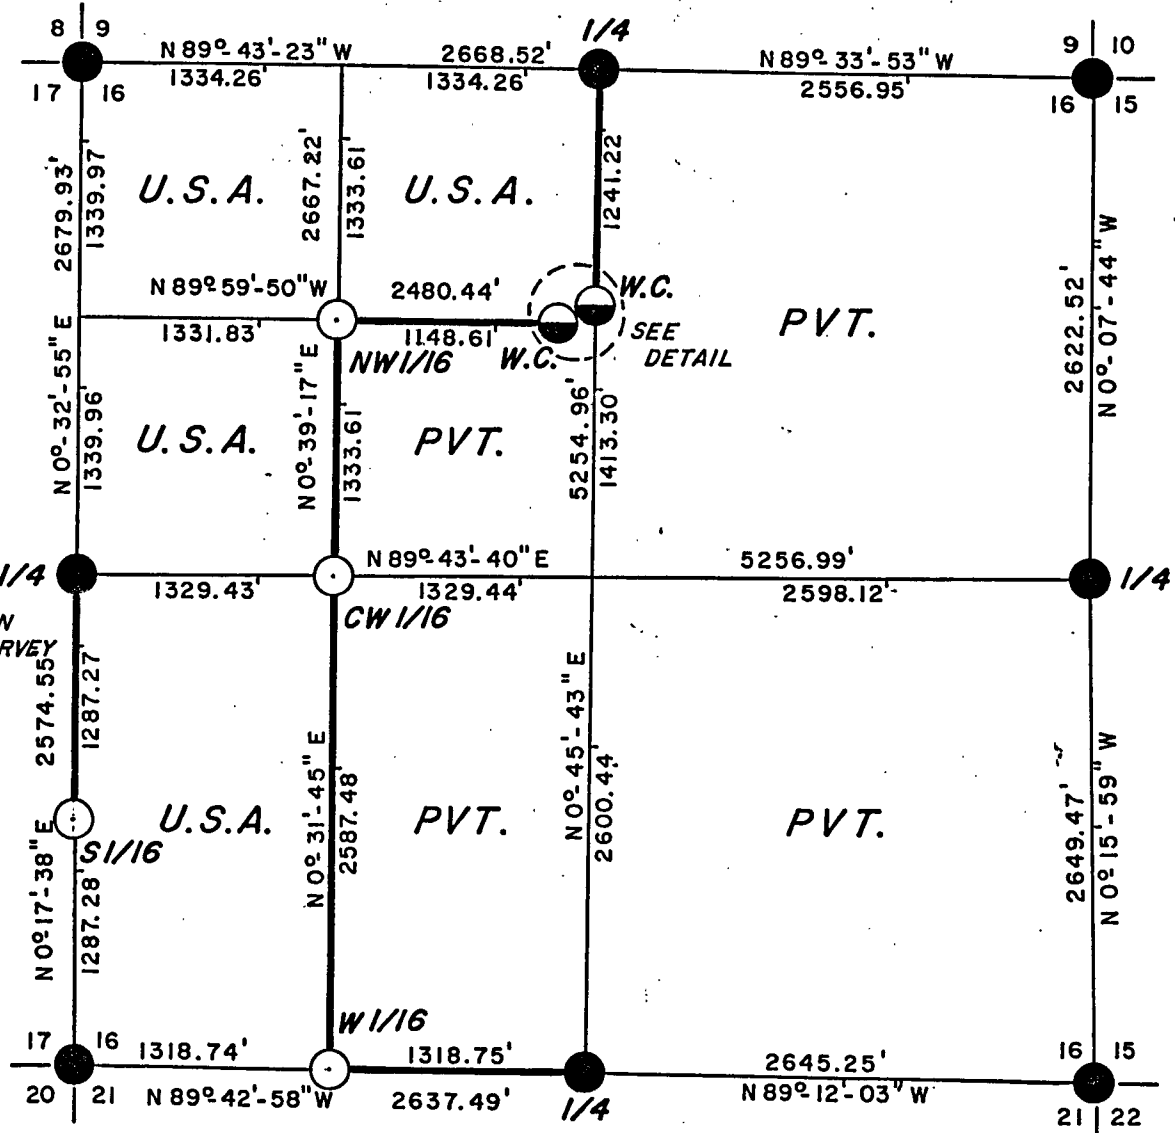 8 9
1/4
9 10
N 89°-43'-23" W
2668.52'
N 89°-33'-53" W
1334.26'
1334.26'
2556.95'
17 16
16 15
2679.93'
1339.97'
2667.22'
1333.61'
1241.22'
U.S.A.
U.S.A.
N 0°-07'-44" W
2622.52'
N 89°59'-50" W
2480.44'
W.C.
1331.83'
1148.61'
W.C.
SEE
DETAIL
PVT.
NW1/16
N 0°-32'-55" E
1339.96'
N 0°-39'-17" E
1333.61'
5254.96'
1413.30'
U.S.A.
PVT.
1/4
N 89°-43'-40" E
5256.99'
1/4
1329.43'
1329.44'
2598.12'
CW 1/16
N
RVEY
2574.55
1287.27
N 0°-45'-43" E
2600.44'
N 0°-31'-45" E
2587.48'
N 0°15'-59" W
2649.47'
U.S.A.
PVT.
PVT.
S1/16
N 0°17'-38" E
1287.28'
W 1/16
17 16
1318.74'
1318.75'
2645.25'
16 15
20 21
N 89°-42'-58" W
2637.49'
N 89°-12'-03" W
1/4
21 22